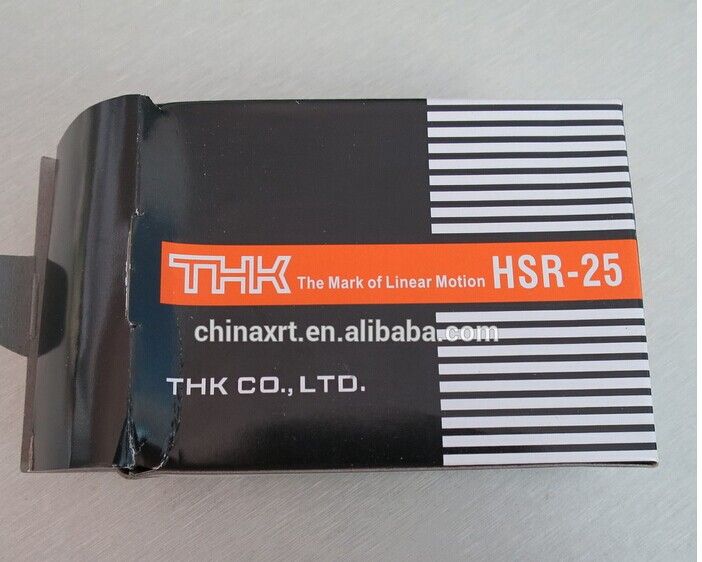 THK The Mark of Linear Motion HSR-25
chinaxrt.en.alibaba.com
THK CO., LTD.